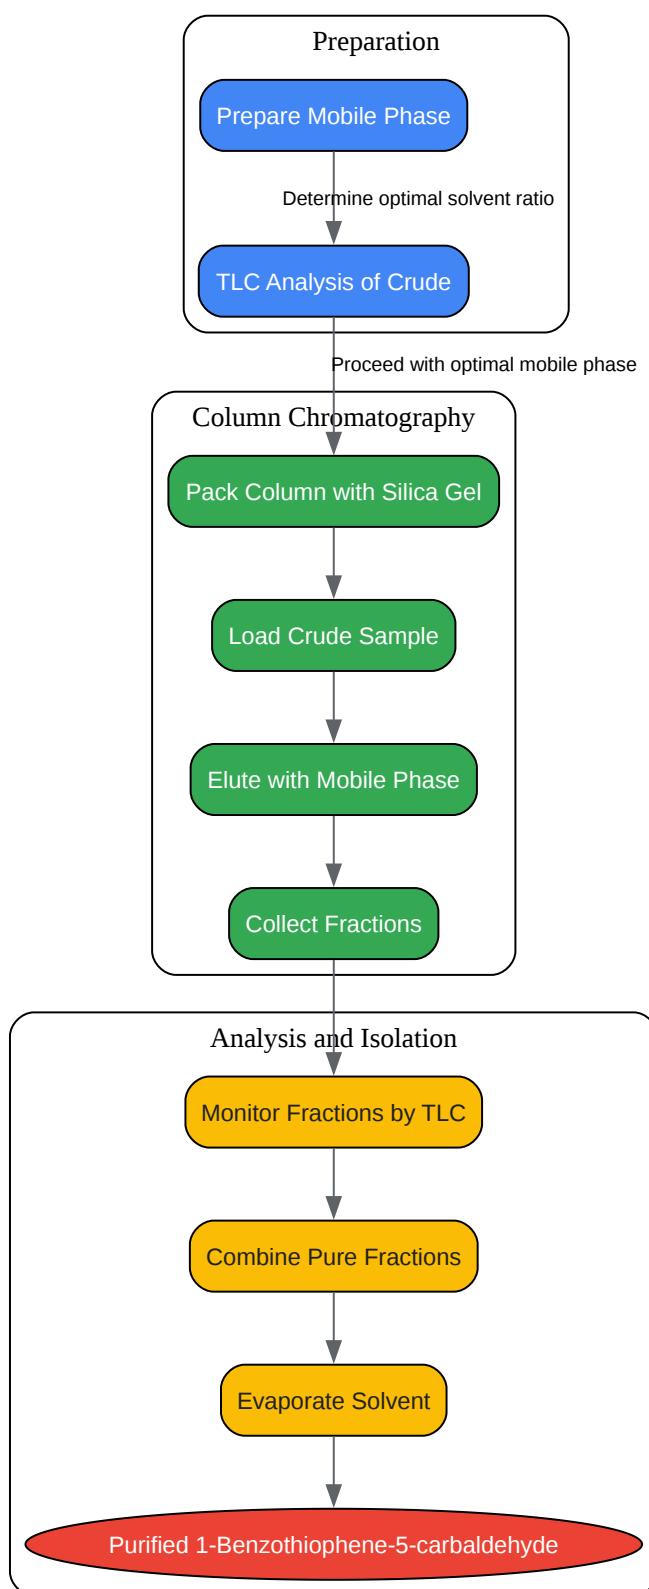 Preparation
Prepare Mobile Phase
Determine optimal solvent ratio
TLC Analysis of Crude
Proceed with optimal mobile phase
Column Chromatography
Pack Column with Silica Gel
Load Crude Sample
Elute with Mobile Phase
Collect Fractions
Analysis and Isolation
Monitor Fractions by TLC
Combine Pure Fractions
Evaporate Solvent
Purified 1-Benzothiophene-5-carbaldehyde